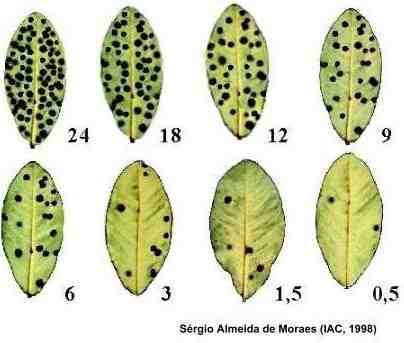 24 18 12 9
6 3 1,5 0,5
Sérgio Almeida de Moraes (IAC, 1998)